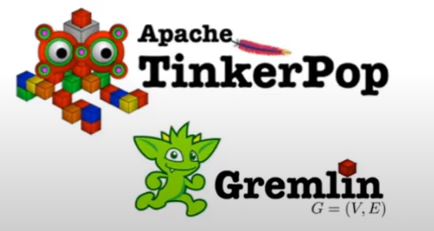 Apache
TinkerPop
Gremlin
G = (V, E)